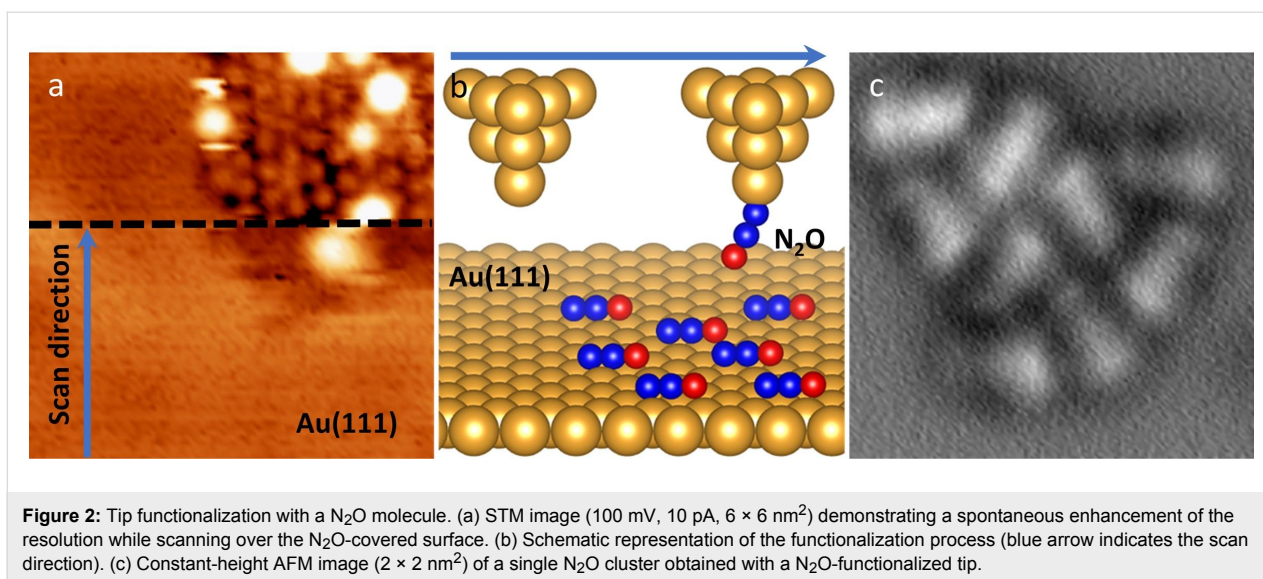 a
Scan direction
Au(111)
b
N₂O
Au(111)
c
Figure 2: Tip functionalization with a N₂O molecule. (a) STM image (100 mV, 10 pA, 6 × 6 nm²) demonstrating a spontaneous enhancement of the
resolution while scanning over the N₂O-covered surface. (b) Schematic representation of the functionalization process (blue arrow indicates the scan
direction). (c) Constant-height AFM image (2 × 2 nm²) of a single N₂O cluster obtained with a N₂O-functionalized tip.